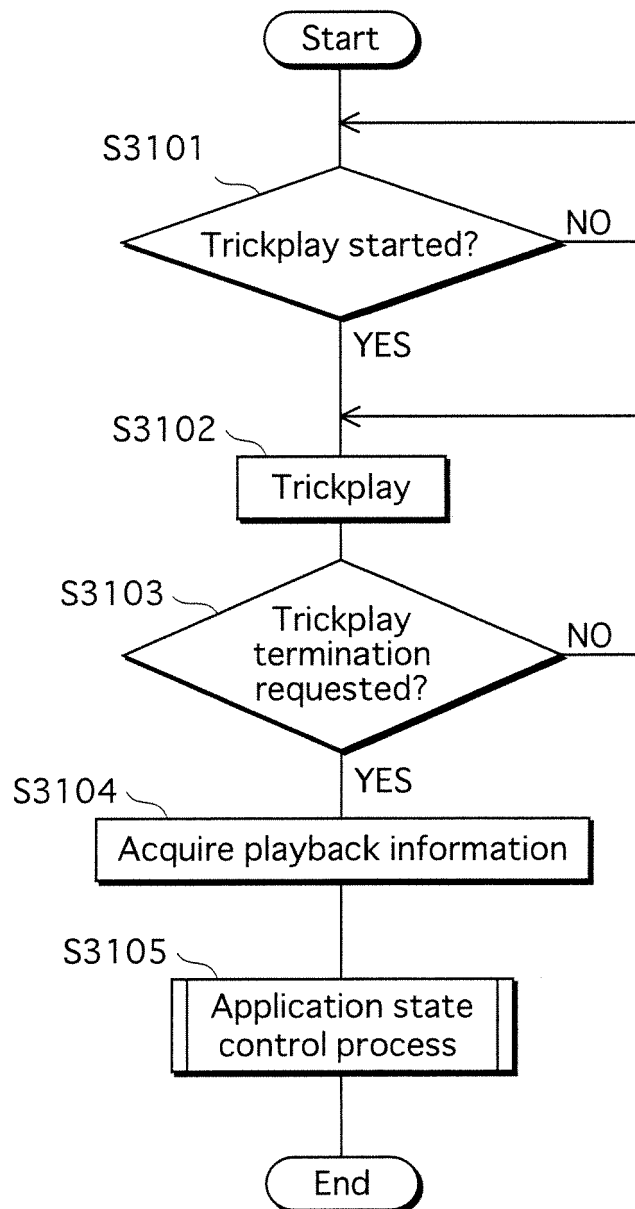 Start
S3101
Trickplay started?
NO
YES
S3102
Trickplay
S3103
Trickplay
termination
requested?
NO
YES
S3104
Acquire playback information
S3105
Application state
control process
End